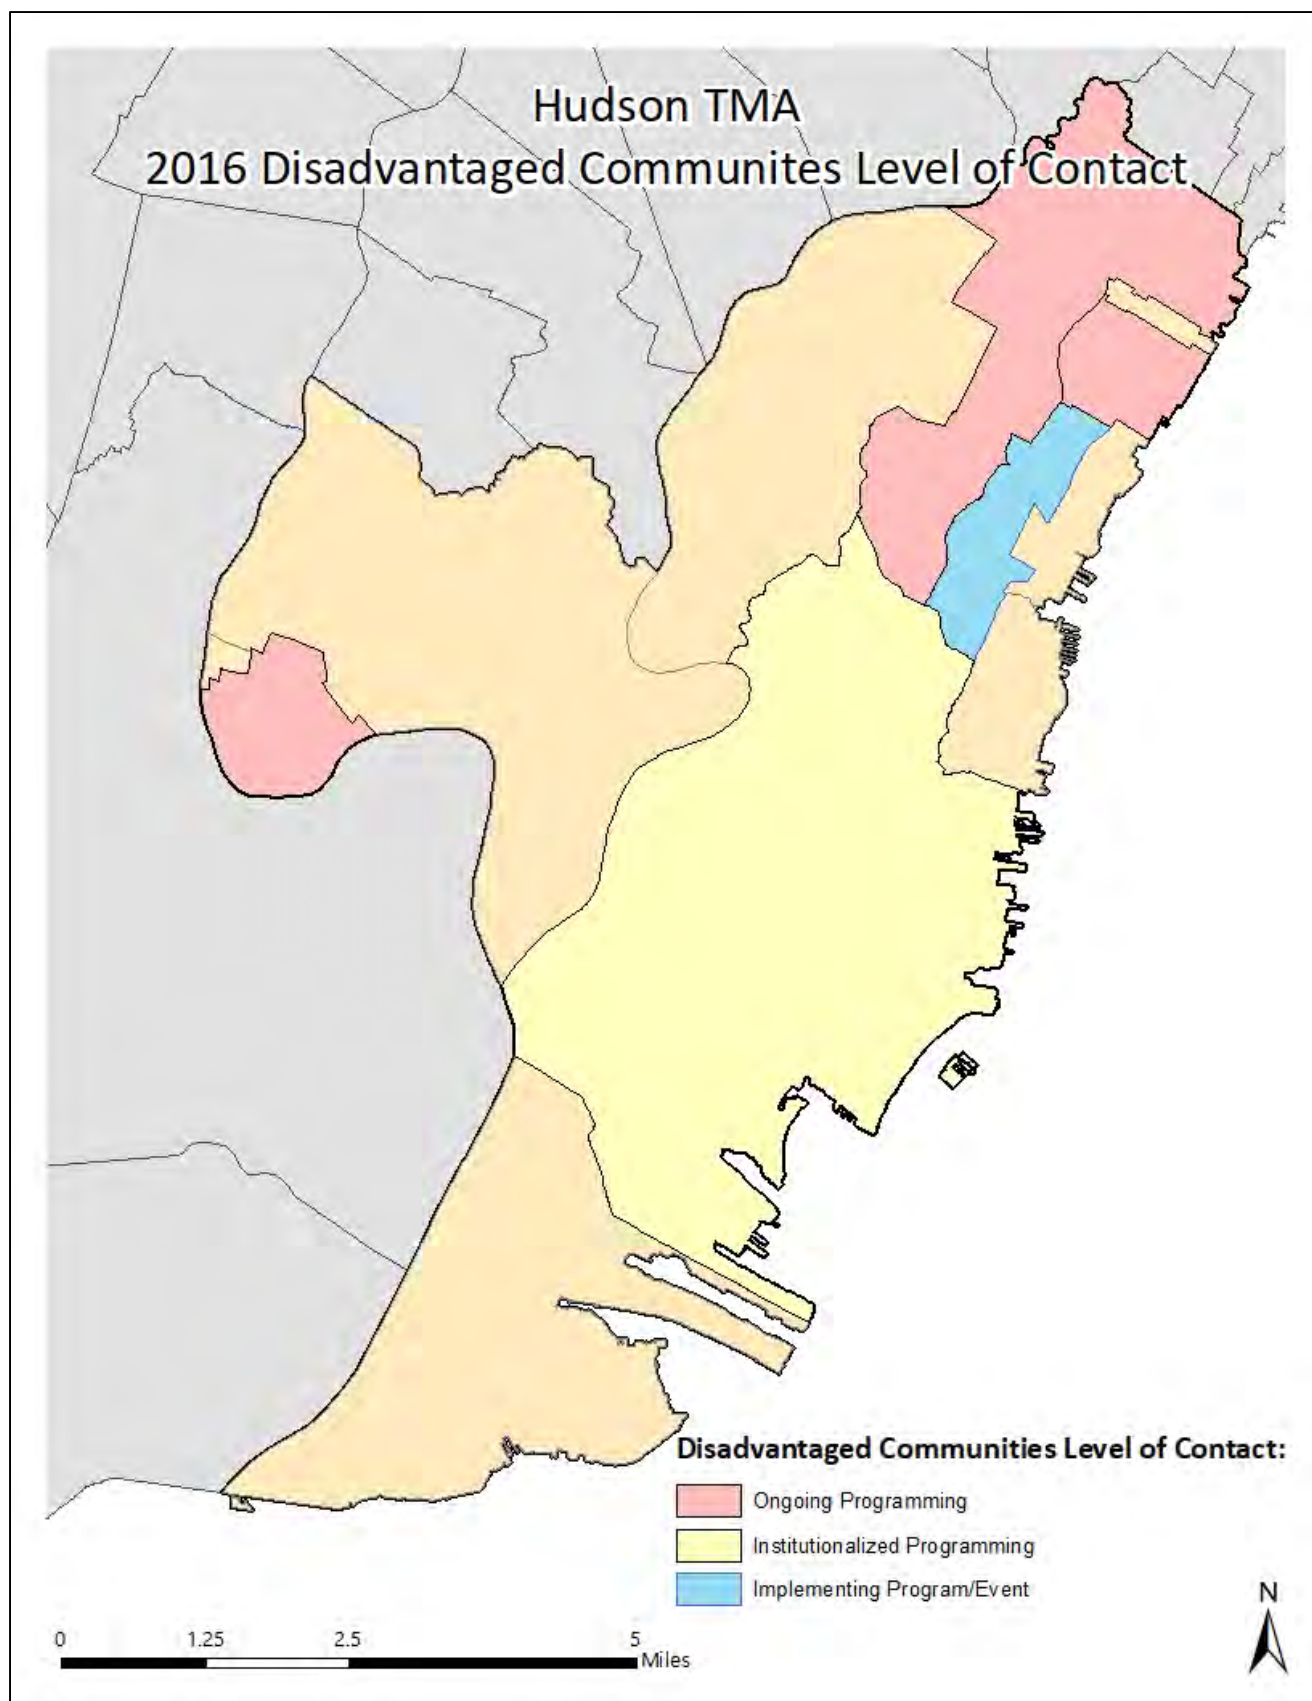 Hudson TMA
2016 Disadvantaged Communites Level of Contact
Disadvantaged Communities Level of Contact:
Ongoing Programming
Institutionalized Programming
Implementing Program/Event
N
0 1.25 2.5 5
Miles